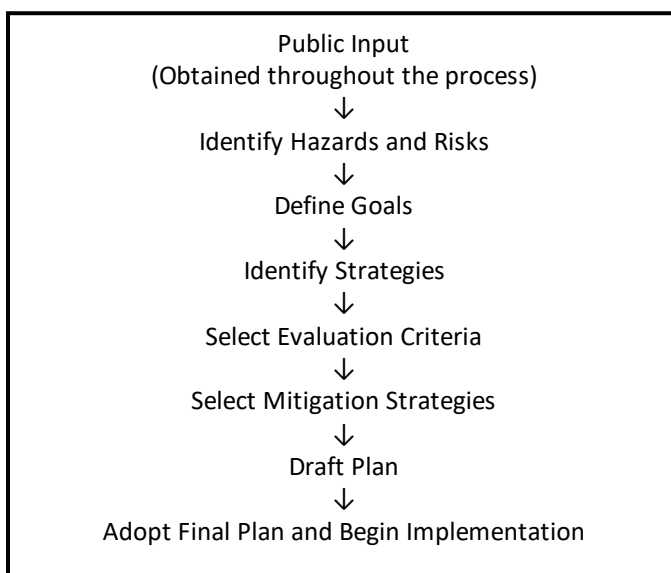 Public Input
(Obtained throughout the process)
↓
Identify Hazards and Risks
↓
Define Goals
↓
Identify Strategies
↓
Select Evaluation Criteria
↓
Select Mitigation Strategies
↓
Draft Plan
↓
Adopt Final Plan and Begin Implementation